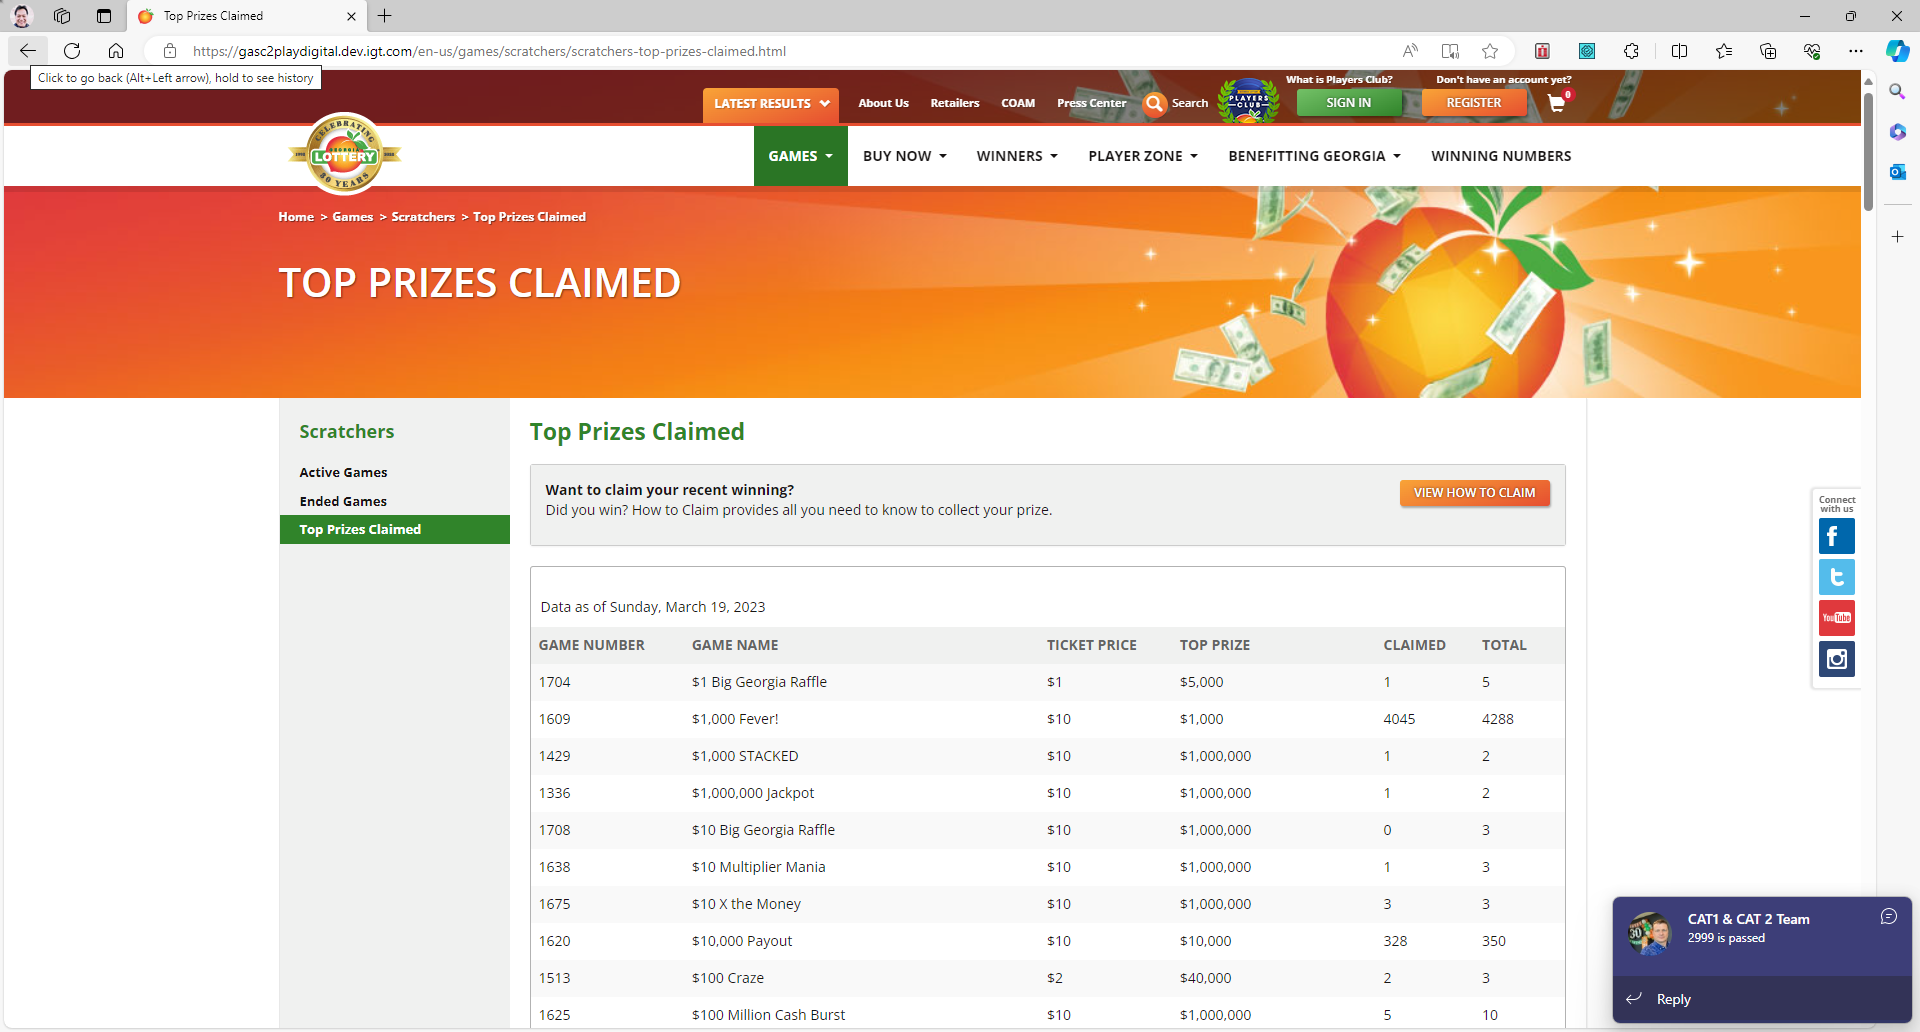 Top Prizes Claimed
https://gasc2playdigital.dev.igt.com/en-us/games/scratchers/scratchers-top-prizes-claimed.html
Click to go back (Alt+Left arrow), hold to see history
What is Players Club?
Don't have an account yet?
LATEST RESULTS
About Us
Retailers
COAM
Press Center
Search
PLAYERS
CLUB
SIGN IN
REGISTER
0
CELEBRATING
GEORGIA
LOTTERY
30 YEARS
GAMES
BUY NOW
WINNERS
PLAYER ZONE
BENEFITTING GEORGIA
WINNING NUMBERS
Home > Games > Scratchers > Top Prizes Claimed
TOP PRIZES CLAIMED
Scratchers
Active Games
Ended Games
Top Prizes Claimed
Top Prizes Claimed
Want to claim your recent winning?
Did you win? How to Claim provides all you need to know to collect your prize.
VIEW HOW TO CLAIM
Data as of Sunday, March 19, 2023
GAME NUMBER GAME NAME TICKET PRICE TOP PRIZE CLAIMED TOTAL
1704 $1 Big Georgia Raffle $1 $5,000 1 5
1609 $1,000 Fever! $10 $1,000 4045 4288
1429 $1,000 STACKED $10 $1,000,000 1 2
1336 $1,000,000 Jackpot $10 $1,000,000 1 2
1708 $10 Big Georgia Raffle $10 $1,000,000 0 3
1638 $10 Multiplier Mania $10 $1,000,000 1 3
1675 $10 X the Money $10 $1,000,000 3 3
1620 $10,000 Payout $10 $10,000 328 350
1513 $100 Craze $2 $40,000 2 3
1625 $100 Million Cash Burst $10 $1,000,000 5 10
Connect
with us
YouTube
CAT1 & CAT 2 Team
2999 is passed
Reply